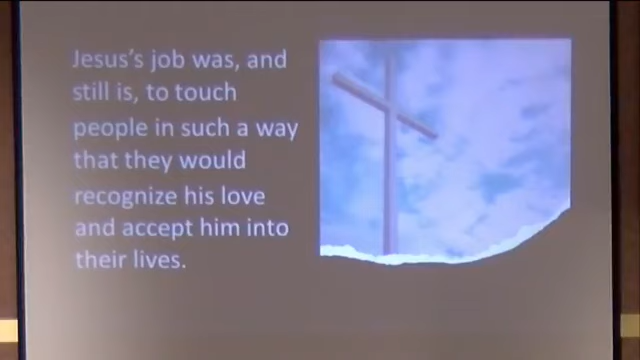 Jesus's job was, and
still is, to touch
people in such a way
that they would
recognize his love
and accept him into
their lives.